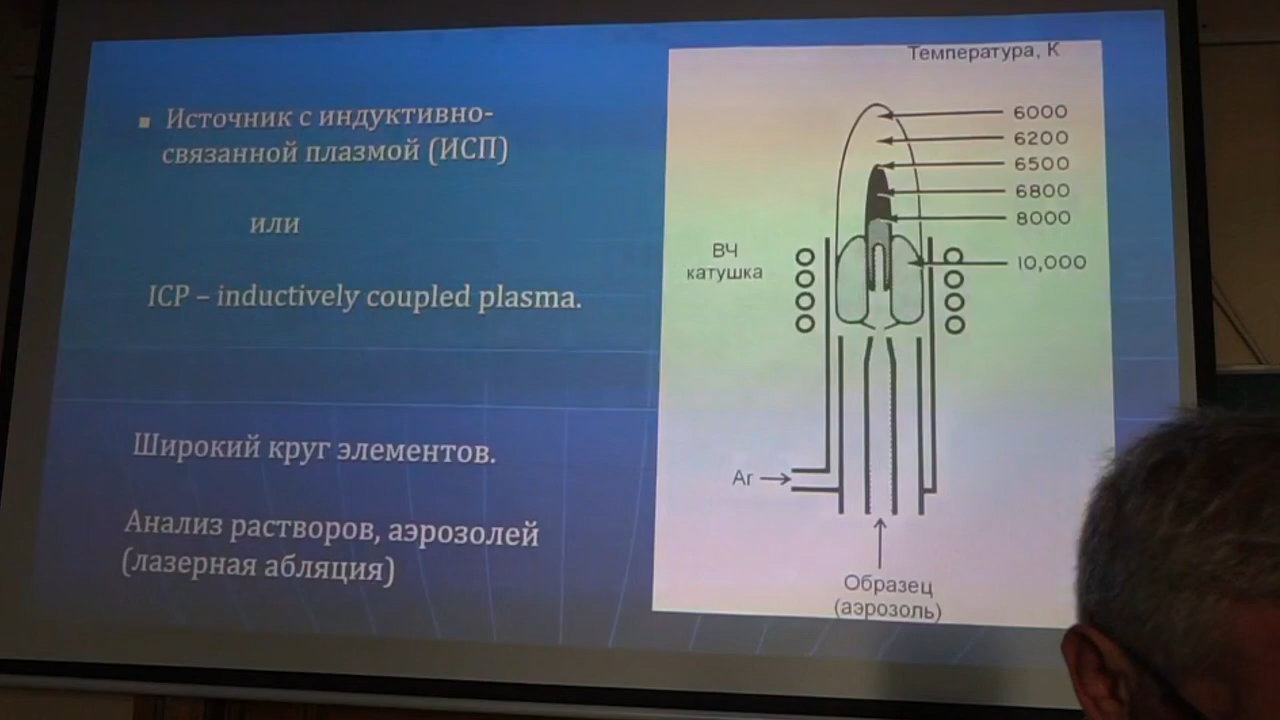 Источник с индуктивно-
связанной плазмой (ИСП)
или
ICP – inductively coupled plasma.
Широкий круг элементов.
Анализ растворов, аэрозолей
(лазерная абляция)
Температура, К
6000
6200
6500
6800
8000
10,000
ВЧ
катушка
Ar
Образец
(аэрозоль)